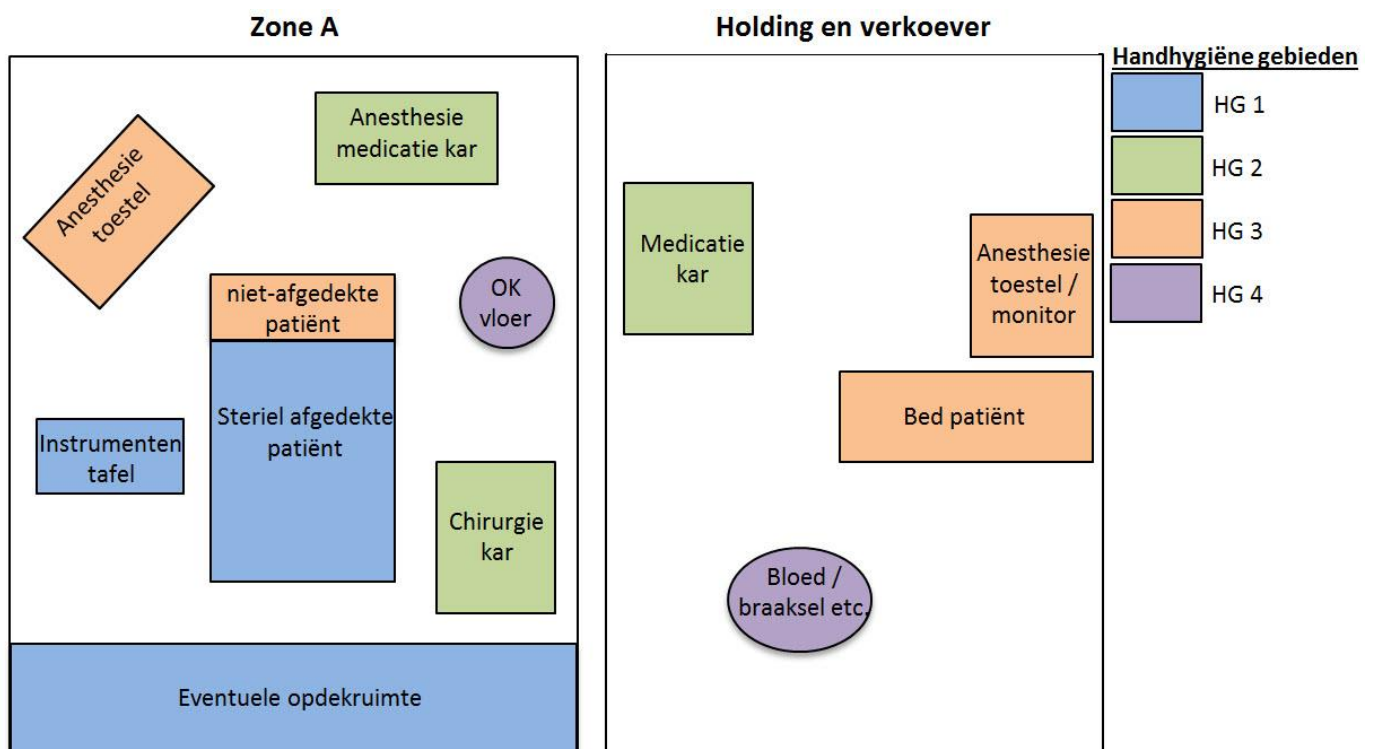 Zone A
Anesthesie
medicatie kar
Anesthesie
toestel
niet-afgedekte
patiënt
OK
vloer
Steriel afgedekte
patiënt
Instrumenten
tafel
Chirurgie
kar
Eventuele opdekruimte
Holding en verkoever
Medicatie
kar
Anesthesie
toestel /
monitor
Bed patiënt
Bloed /
braaksel etc.
Handhygiëne gebieden
HG 1
HG 2
HG 3
HG 4